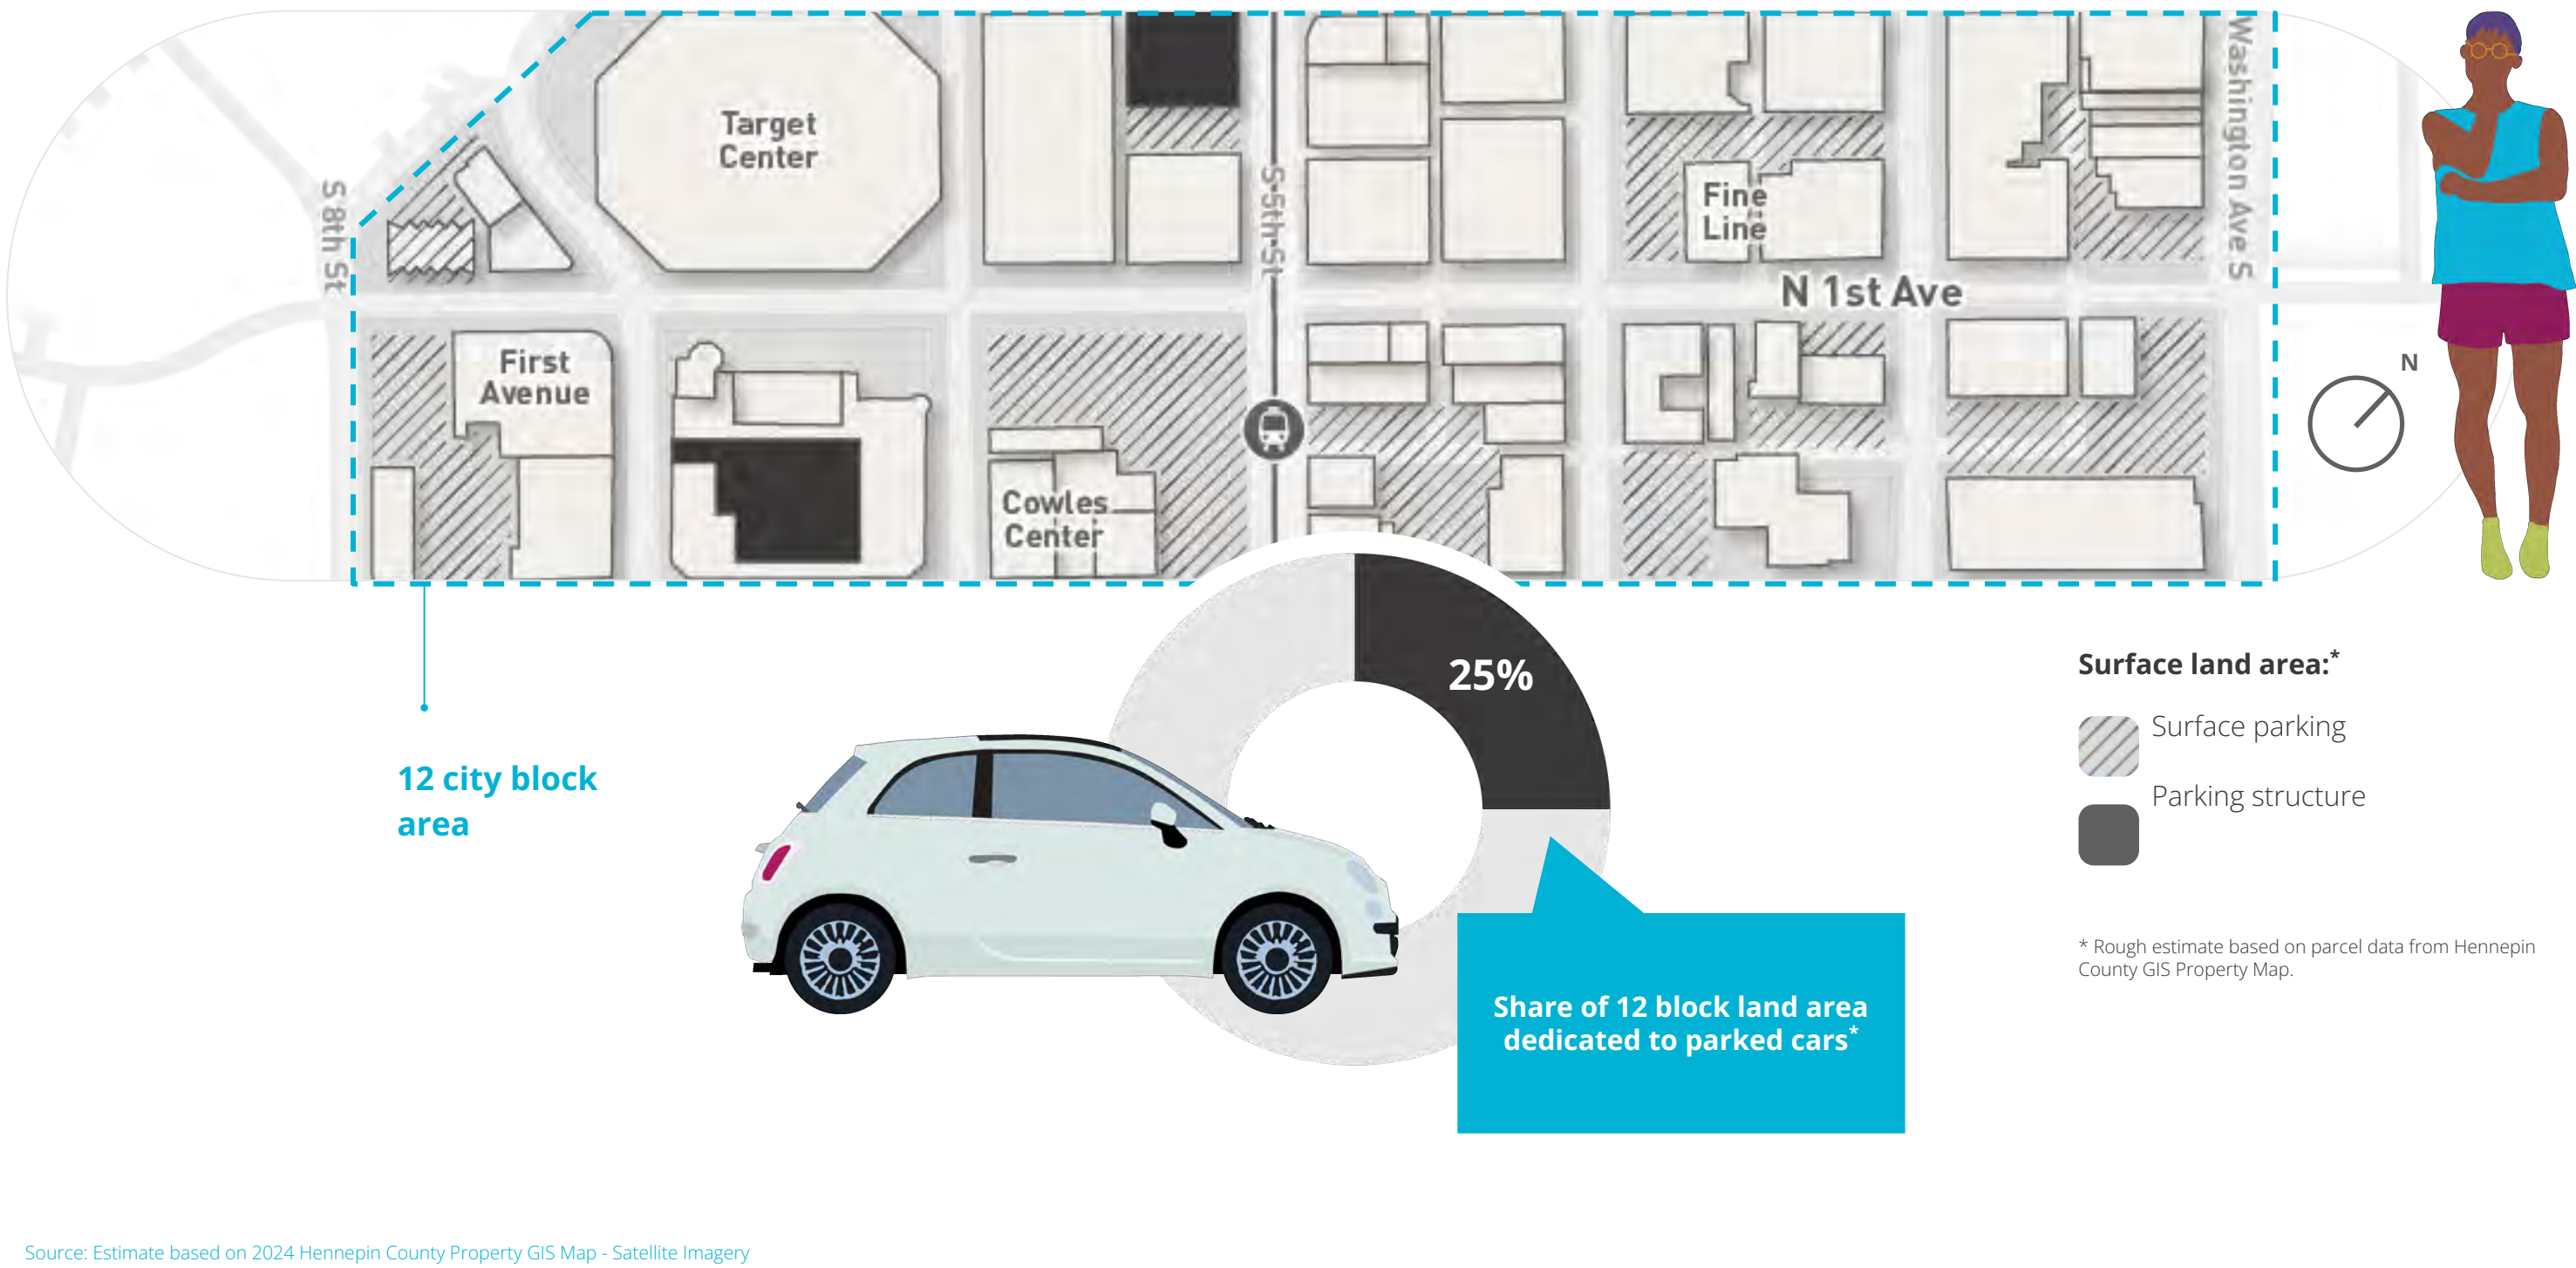 Target
Center
S 8th St
S 5th St
Washington Ave S
Fine
Line
N 1st Ave
First
Avenue
Cowles
Center
N
25%
12 city block
area
Surface land area:*
Surface parking
Parking structure
* Rough estimate based on parcel data from Hennepin
County GIS Property Map.
Share of 12 block land area
dedicated to parked cars*
Source: Estimate based on 2024 Hennepin County Property GIS Map - Satellite Imagery